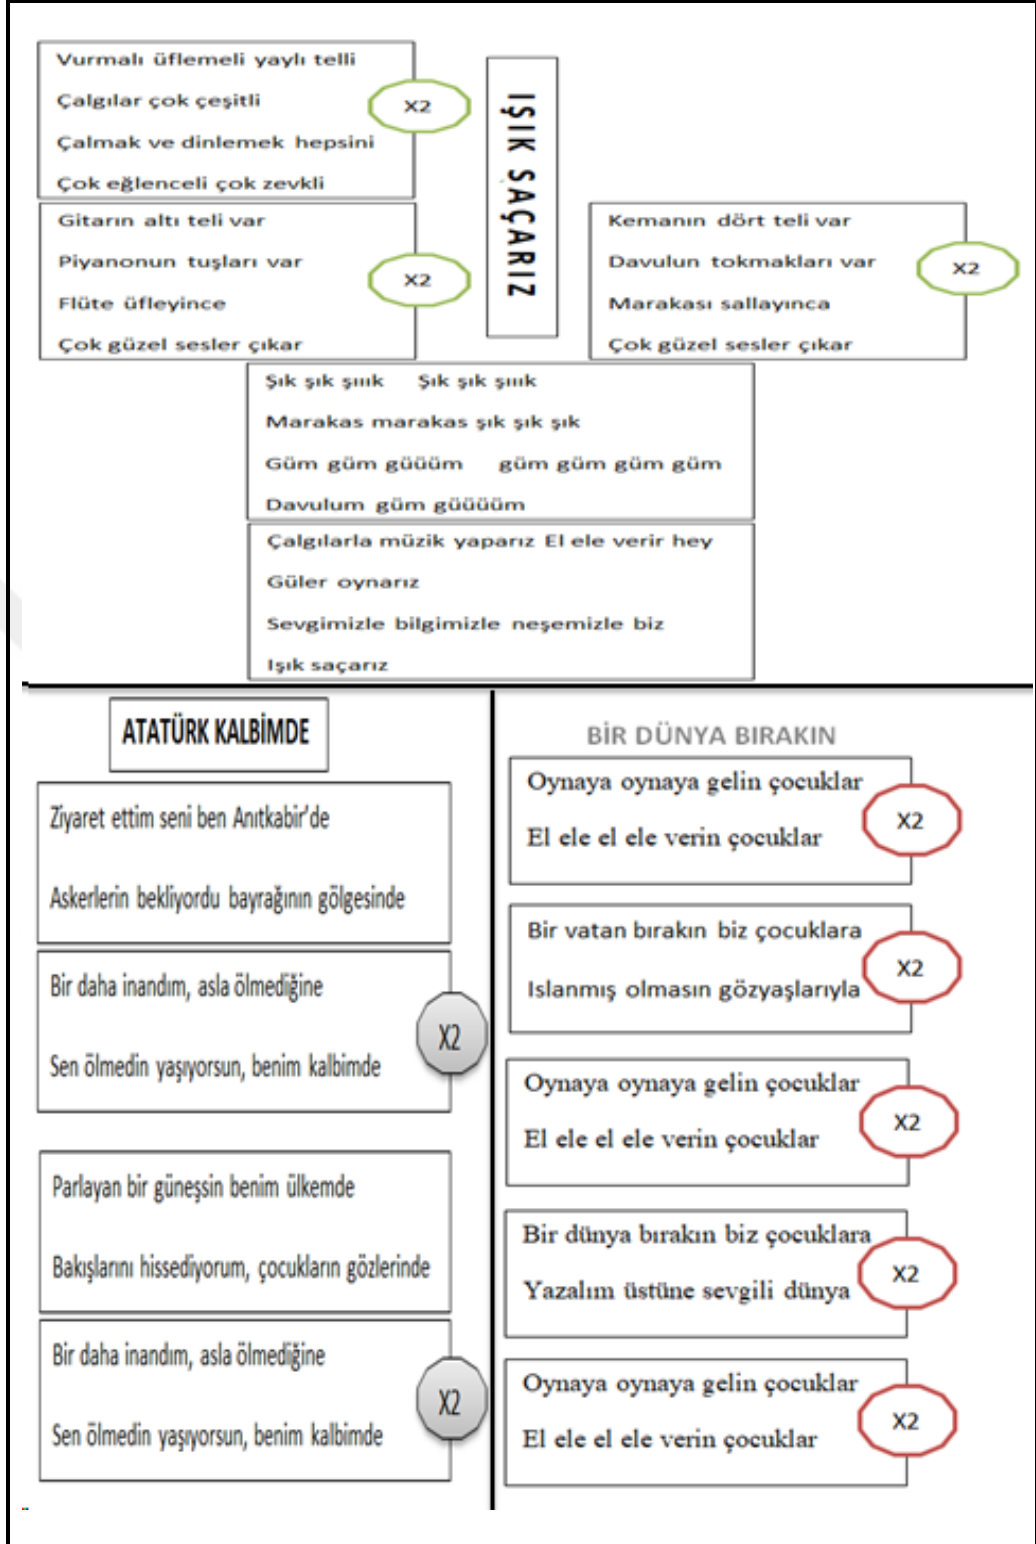 IŞIK SAÇARIZ
Vurmalı üflemeli yaylı telli
Çalgılar çok çeşitli
Çalmak ve dinlemek hepsini
Çok eğlenceli çok zevkli
X2
Gitarın altı teli var
Piyanonun tuşları var
Flüte üfleyince
Çok güzel sesler çıkar
X2
Kemanın dört teli var
Davulun tokmakları var
Marakası sallayınca
Çok güzel sesler çıkar
X2
Şık şık şııık Şık şık şııık
Marakas marakas şık şık şık
Güm güm güüüm güm güm güm güm
Davulum güm güüüüm
Çalgılarla müzik yaparız El ele verir hey
Güler oynarız
Sevgimizle bilgimizle neşemizle biz
Işık saçarız
ATATÜRK KALBİMDE
Ziyaret ettim seni ben Anıtkabir’de
Askerlerin bekliyordu bayrağının gölgesinde
Bir daha inandım, asla ölmediğine
Sen ölmedin yaşıyorsun, benim kalbimde
X2
Parlayan bir güneşsin benim ülkemde
Bakışlarını hissediyorum, çocukların gözlerinde
Bir daha inandım, asla ölmediğine
Sen ölmedin yaşıyorsun, benim kalbimde
X2
BİR DÜNYA BIRAKIN
Oynaya oynaya gelin çocuklar
El ele el ele verin çocuklar
X2
Bir vatan bırakın biz çocuklara
Islanmış olmasın gözyaşlarıyla
X2
Oynaya oynaya gelin çocuklar
El ele el ele verin çocuklar
X2
Bir dünya bırakın biz çocuklara
Yazalım üstüne sevgili dünya
X2
Oynaya oynaya gelin çocuklar
El ele el ele verin çocuklar
X2